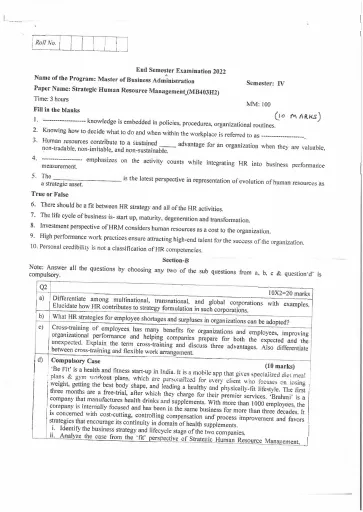 Roll No.
End Semester Examination 2022
Name of the Program: Master of Business Administration
Semester: IV
Paper Name: Strategic Human Resource Management (MB403H2)
Time: 3 hours
MM: 100
Fill in the blanks
(10 MARKS)
1. ---------------- knowledge is embedded in policies, procedures, organizational routines.
2. Knowing how to decide what to do and when within the workplace is referred to as ----------------.
3. Human resources contribute to a sustained _____ advantage for an organization when they are valuable,
non-tradable, non-imitable, and non-sustainable.
4. ---------------- emphasizes on the activity counts while integrating HR into business performance
measurement.
5. The ____________________ is the latest perspective in representation of evolution of human resources as
a strategic asset.
True or False
6. There should be a fit between HR strategy and all of the HR activities.
7. The life cycle of business is- start up, maturity, degeneration and transformation.
8. Investment perspective of HRM considers human resources as a cost to the organization.
9. High performance work practices ensure attracting high-end talent for the success of the organization.
10. Personal credibility is not a classification of HR competencies.
Section-B
Note: Answer all the questions by choosing any two of the sub questions from a, b, c & question'd' is
compulsory.
Q2
10X2=20 marks
a) Differentiate among multinational, transnational, and global corporations with examples.
Elucidate how HR contributes to strategy formulation in such corporations.
b) What HR strategies for employee shortages and surpluses in organizations can be adopted?
c) Cross-training of employees has many benefits for organizations and employees, improving
organizational performance and helping companies prepare for both the expected and the
unexpected. Explain the term cross-training and discuss three advantages. Also differentiate
between cross-training and flexible work arrangement.
d) Compulsory Case (10 marks)
'Be Fit' is a health and fitness start-up in India. It is a mobile app that gives specialized diet meal
plans & gym workout plans, which are personalized for every client who focuses on losing
weight, getting the best body shape, and leading a healthy and physically-fit lifestyle. The first
three months are a free-trial, after which they charge for their premier services. 'Brahmi' is a
company that manufactures health drinks and supplements. With more than 1000 employees, the
company is internally focused and has been in the same business for more than three decades. It
is concerned with cost-cutting, controlling compensation and process improvement and favors
strategies that encourage its continuity in domain of health supplements.
i. Identify the business strategy and lifecycle stage of the two companies.
ii. Analyze the case from the 'fit' perspective of Strategic Human Resource Management.